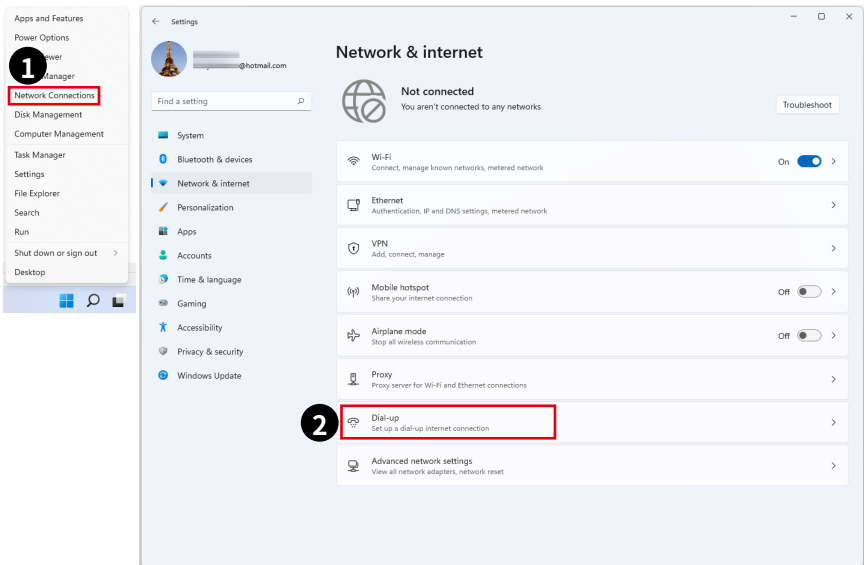 Apps and Features
Power Options
ewer
1
Manager
Network Connections
Disk Management
Computer Management
Task Manager
Settings
File Explorer
Search
Run
Shut down or sign out
Desktop
Settings
@hotmail.com
Find a setting
System
Bluetooth & devices
Network & internet
Personalization
Apps
Accounts
Time & language
Gaming
Accessibility
Privacy & security
Windows Update
Network & internet
Not connected
You aren't connected to any networks
Troubleshoot
Wi-Fi
Connect, manage known networks, metered network
On
Ethernet
Authentication, IP and DNS settings, metered network
VPN
Add, connect, manage
Mobile hotspot
Share your internet connection
Off
Airplane mode
Stop all wireless communication
Off
Proxy
Proxy server for Wi-Fi and Ethernet connections
2
Dial-up
Set up a dial-up internet connection
Advanced network settings
View all network adapters, network reset